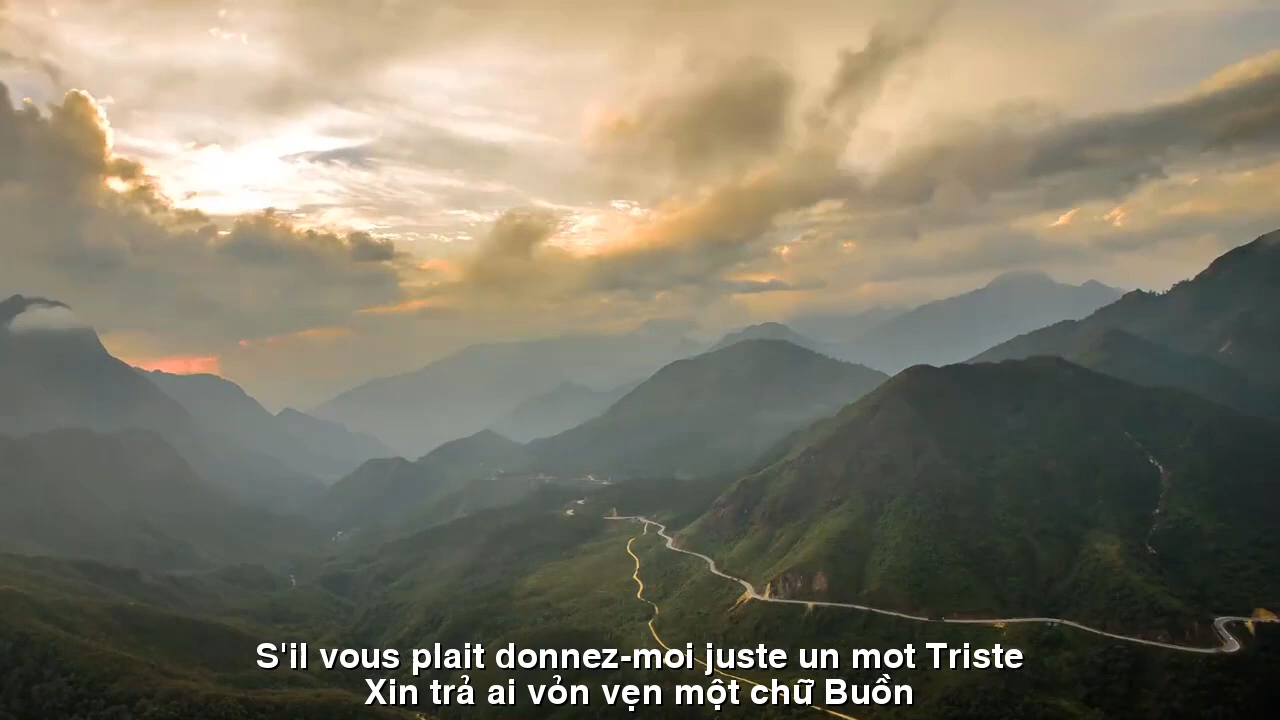 S'il vous plait donnez-moi juste un mot Triste
Xin trả ai vỏn vẹn một chữ Buồn